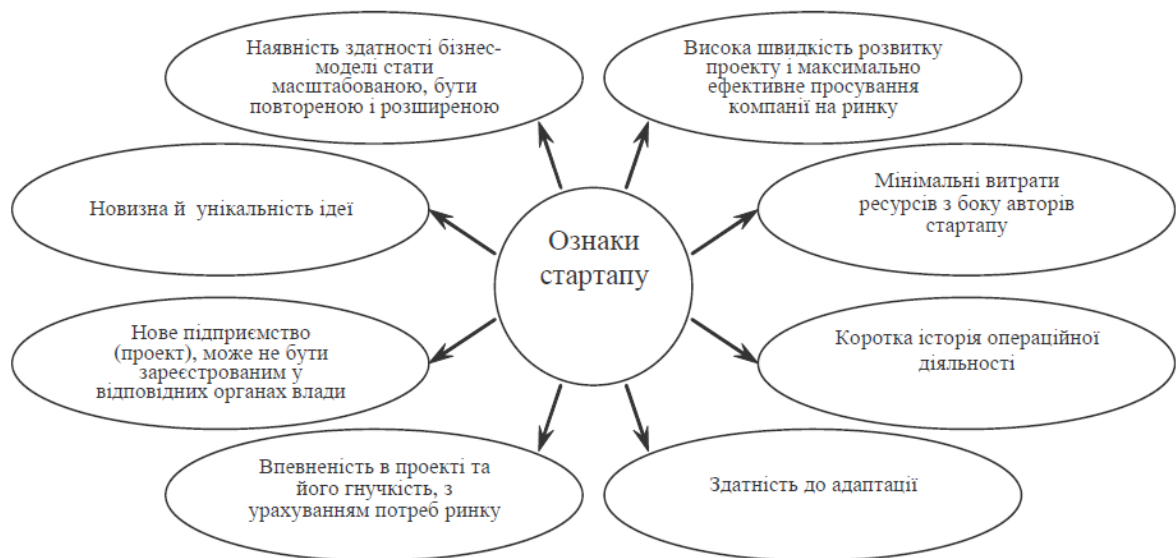 Наявність здатності бізнес-
моделі стати
масштабованою, бути
повтореною і розширеною
Висока швидкість розвитку
проекту і максимально
ефективне просування
компанії на ринку
Новизна й унікальність ідеї
Мінімальні витрати
ресурсів з боку авторів
стартапу
Ознаки
стартапу
Нове підприємство
(проект), може не бути
зареєстрованим у
відповідних органах влади
Коротка історія операційної
діяльності
Впевненість в проекті та
його гнучкість, з
урахуванням потреб ринку
Здатність до адаптації